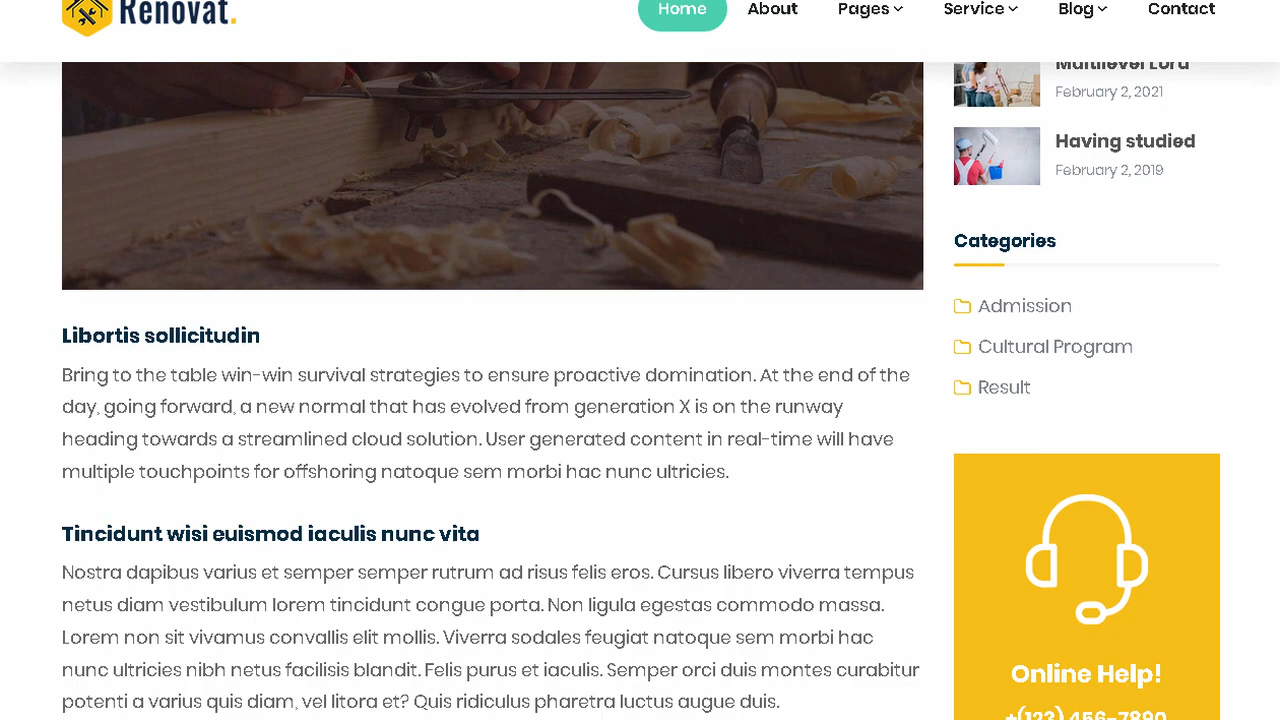 Renovat.
Home
About
Pages
Service
Blog
Contact
Multilevel Lord
February 2, 2021
Having studied
February 2, 2019
Categories
Admission
Cultural Program
Result
Libortis sollicitudin
Bring to the table win-win survival strategies to ensure proactive domination. At the end of the
day, going forward, a new normal that has evolved from generation X is on the runway
heading towards a streamlined cloud solution. User generated content in real-time will have
multiple touchpoints for offshoring natoque sem morbi hac nunc ultricies.
Tincidunt wisi euismod iaculis nunc vita
Nostra dapibus varius et semper semper rutrum ad risus felis eros. Cursus libero viverra tempus
netus diam vestibulum lorem tincidunt congue porta. Non ligula egestas commodo massa.
Lorem non sit vivamus convallis elit mollis. Viverra sodales feugiat natoque sem morbi hac
nunc ultricies nibh netus facilisis blandit. Felis purus et iaculis. Semper orci duis montes curabitur
potenti a varius quis diam, vel litora et? Quis ridiculus pharetra luctus augue duis.
Online Help!
+(123) 456-7890